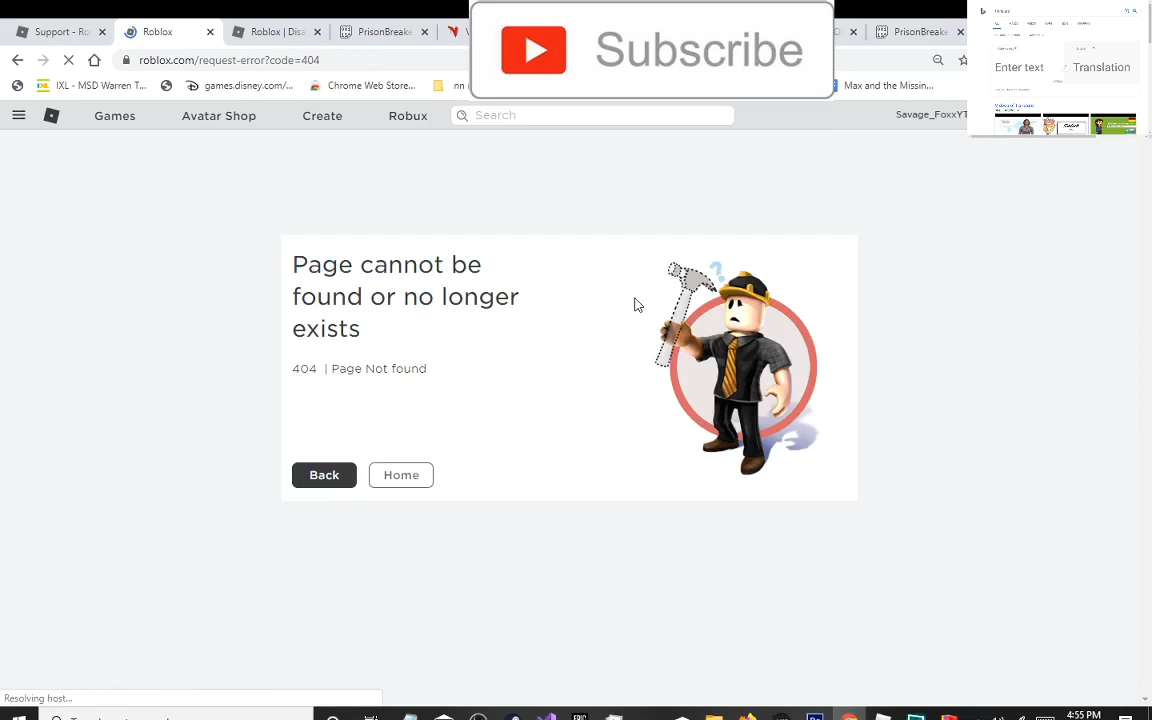 Support - Ro
Roblox
Roblox | Disa
PrisonBreake
Subscribe
PrisonBreake
roblox.com/request-error?code=404
IXL - MSD Warren T...
games.disney.com/...
Chrome Web Store...
nn
Max and the Missin...
Enter text
Translation
Games
Avatar Shop
Create
Robux
Search
Savage_FoxxYT
Page cannot be
found or no longer
exists
404 | Page Not found
Back
Home
Resolving host...
4:55 PM